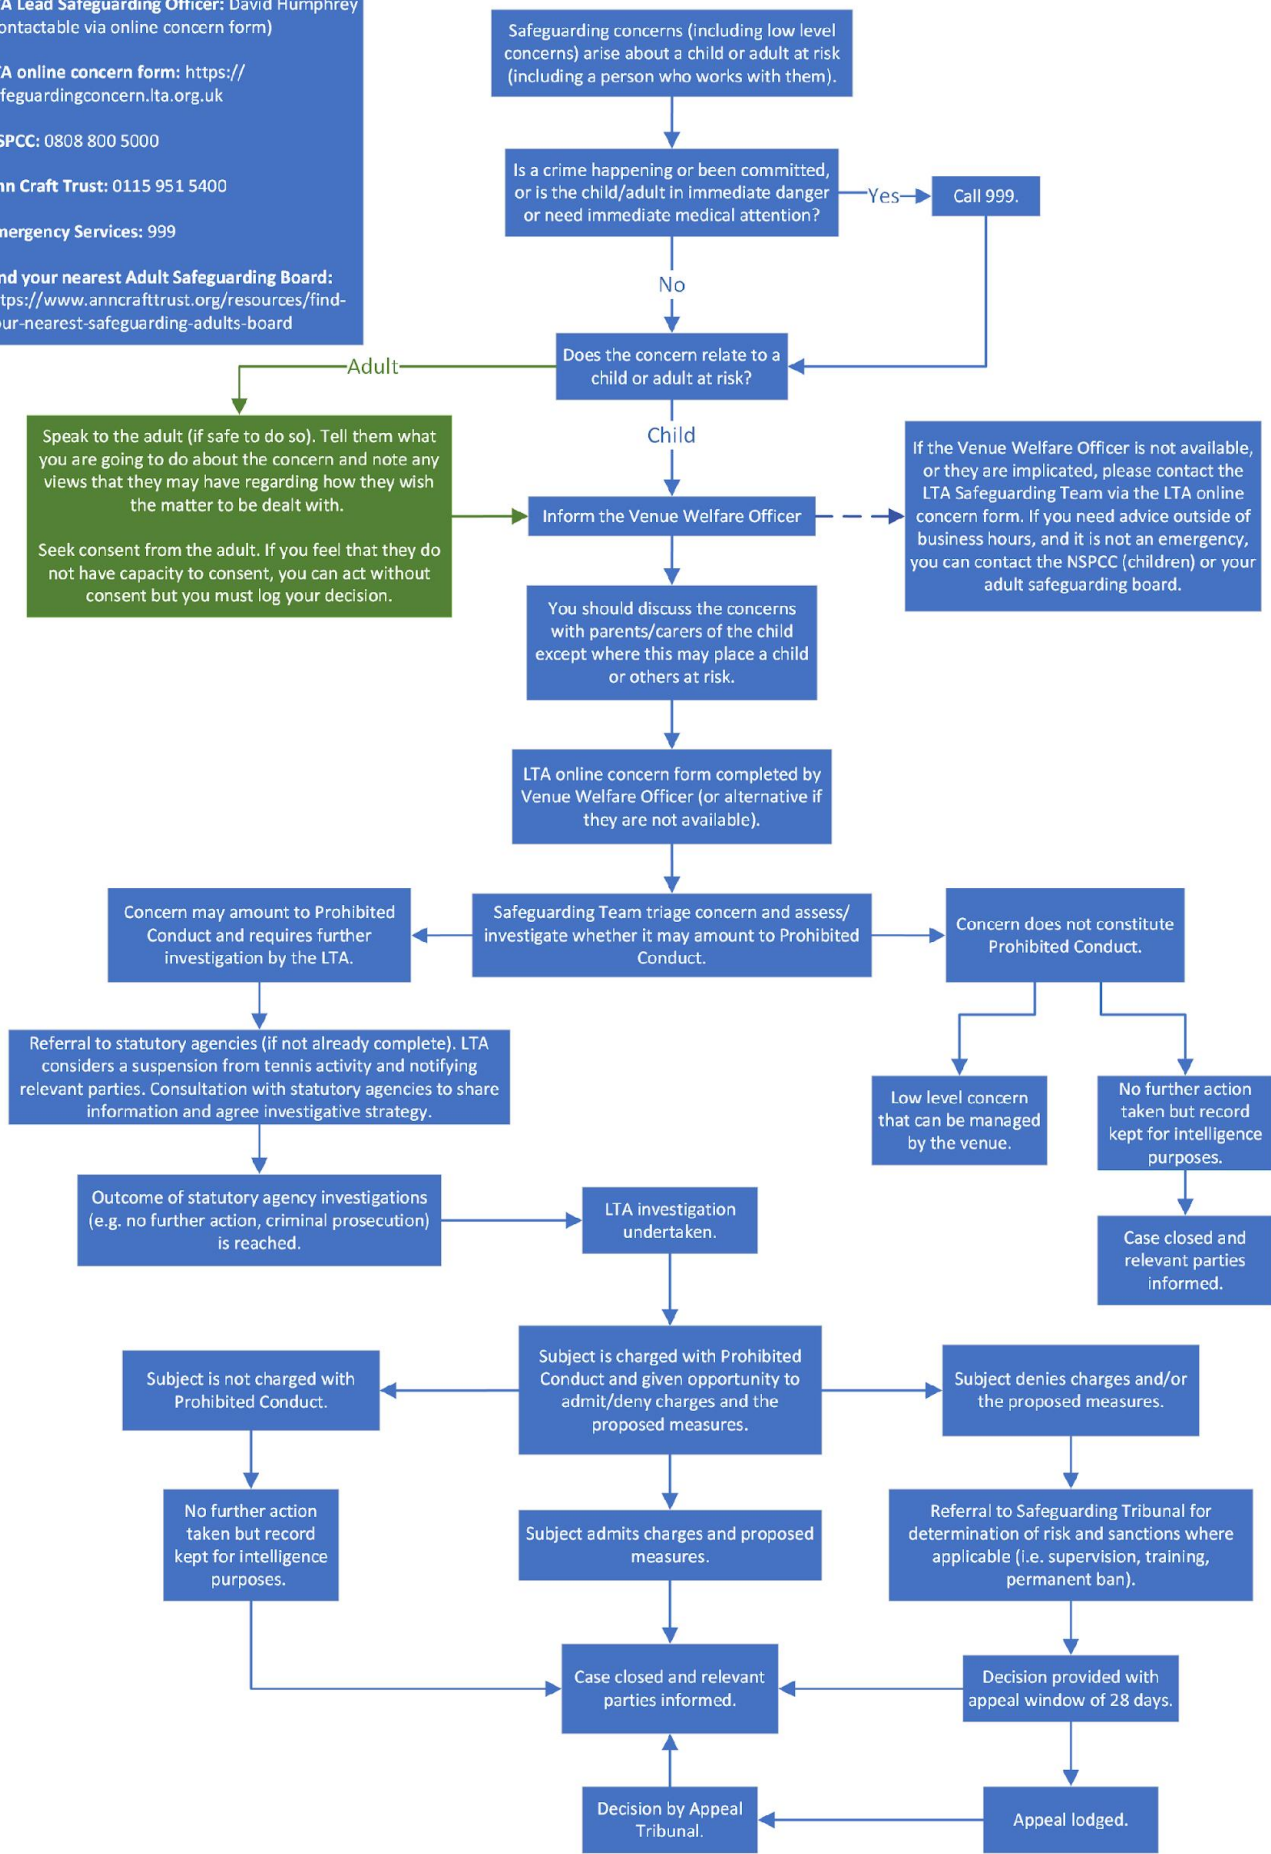 Lead Safeguarding Officer: David Humphrey
via online concern form)
online concern form: https://
feguardingconcern.lta.org.uk
0808 800 5000
Craft Trust: 0115 951 5400
Services: 999
your nearest Adult Safeguarding Board:
tps://www.anncrafttrust.org/resources/find-
ur-nearest-safeguarding-adults-board
Safeguarding concerns (including low level
concerns) arise about a child or adult at risk
(including a person who works with them).
Is a crime happening or been committed,
or is the child/adult in immediate danger
or need immediate medical attention?
Yes
Call 999.
No
Does the concern relate to a
child or adult at risk?
Adult
Child
Speak to the adult (if safe to do so). Tell them what
you are going to do about the concern and note any
views that they may have regarding how they wish
the matter to be dealt with.
Seek consent from the adult. If you feel that they do
not have capacity to consent, you can act without
consent but you must log your decision.
Inform the Venue Welfare Officer
If the Venue Welfare Officer is not available,
or they are implicated, please contact the
LTA Safeguarding Team via the LTA online
concern form. If you need advice outside of
business hours, and it is not an emergency,
you can contact the NSPCC (children) or your
adult safeguarding board.
You should discuss the concerns
with parents/carers of the child
except where this may place a child
or others at risk.
LTA online concern form completed by
Venue Welfare Officer (or alternative if
they are not available).
Concern may amount to Prohibited
Conduct and requires further
investigation by the LTA.
Safeguarding Team triage concern and assess/
investigate whether it may amount to Prohibited
Conduct.
Concern does not constitute
Prohibited Conduct.
Referral to statutory agencies (if not already complete). LTA
considers a suspension from tennis activity and notifying
relevant parties. Consultation with statutory agencies to share
information and agree investigative strategy.
Low level concern
that can be managed
by the venue.
No further action
taken but record
kept for intelligence
purposes.
Outcome of statutory agency investigations
(e.g. no further action, criminal prosecution)
is reached.
LTA investigation
undertaken.
Case closed and
relevant parties
informed.
Subject is not charged with
Prohibited Conduct.
Subject is charged with Prohibited
Conduct and given opportunity to
admit/deny charges and the
proposed measures.
Subject denies charges and/or
the proposed measures.
No further action
taken but record
kept for intelligence
purposes.
Subject admits charges and proposed
measures.
Referral to Safeguarding Tribunal for
determination of risk and sanctions where
applicable (i.e. supervision, training,
permanent ban).
Case closed and relevant
parties informed.
Decision provided with
appeal window of 28 days.
Decision by Appeal
Tribunal.
Appeal lodged.